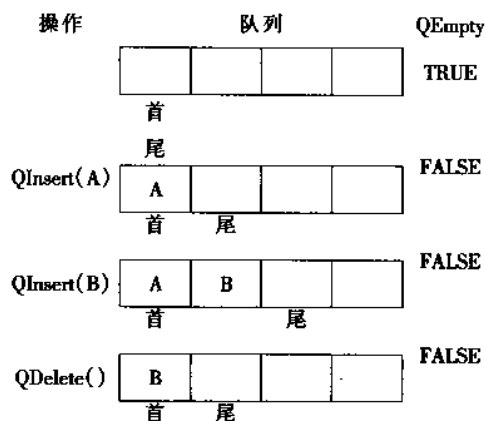 操作 队列 QEmpty
TRUE
首
尾
QInsert(A) A FALSE
首 尾
QInsert(B) A B FALSE
首 尾
QDelete() B FALSE
首 尾